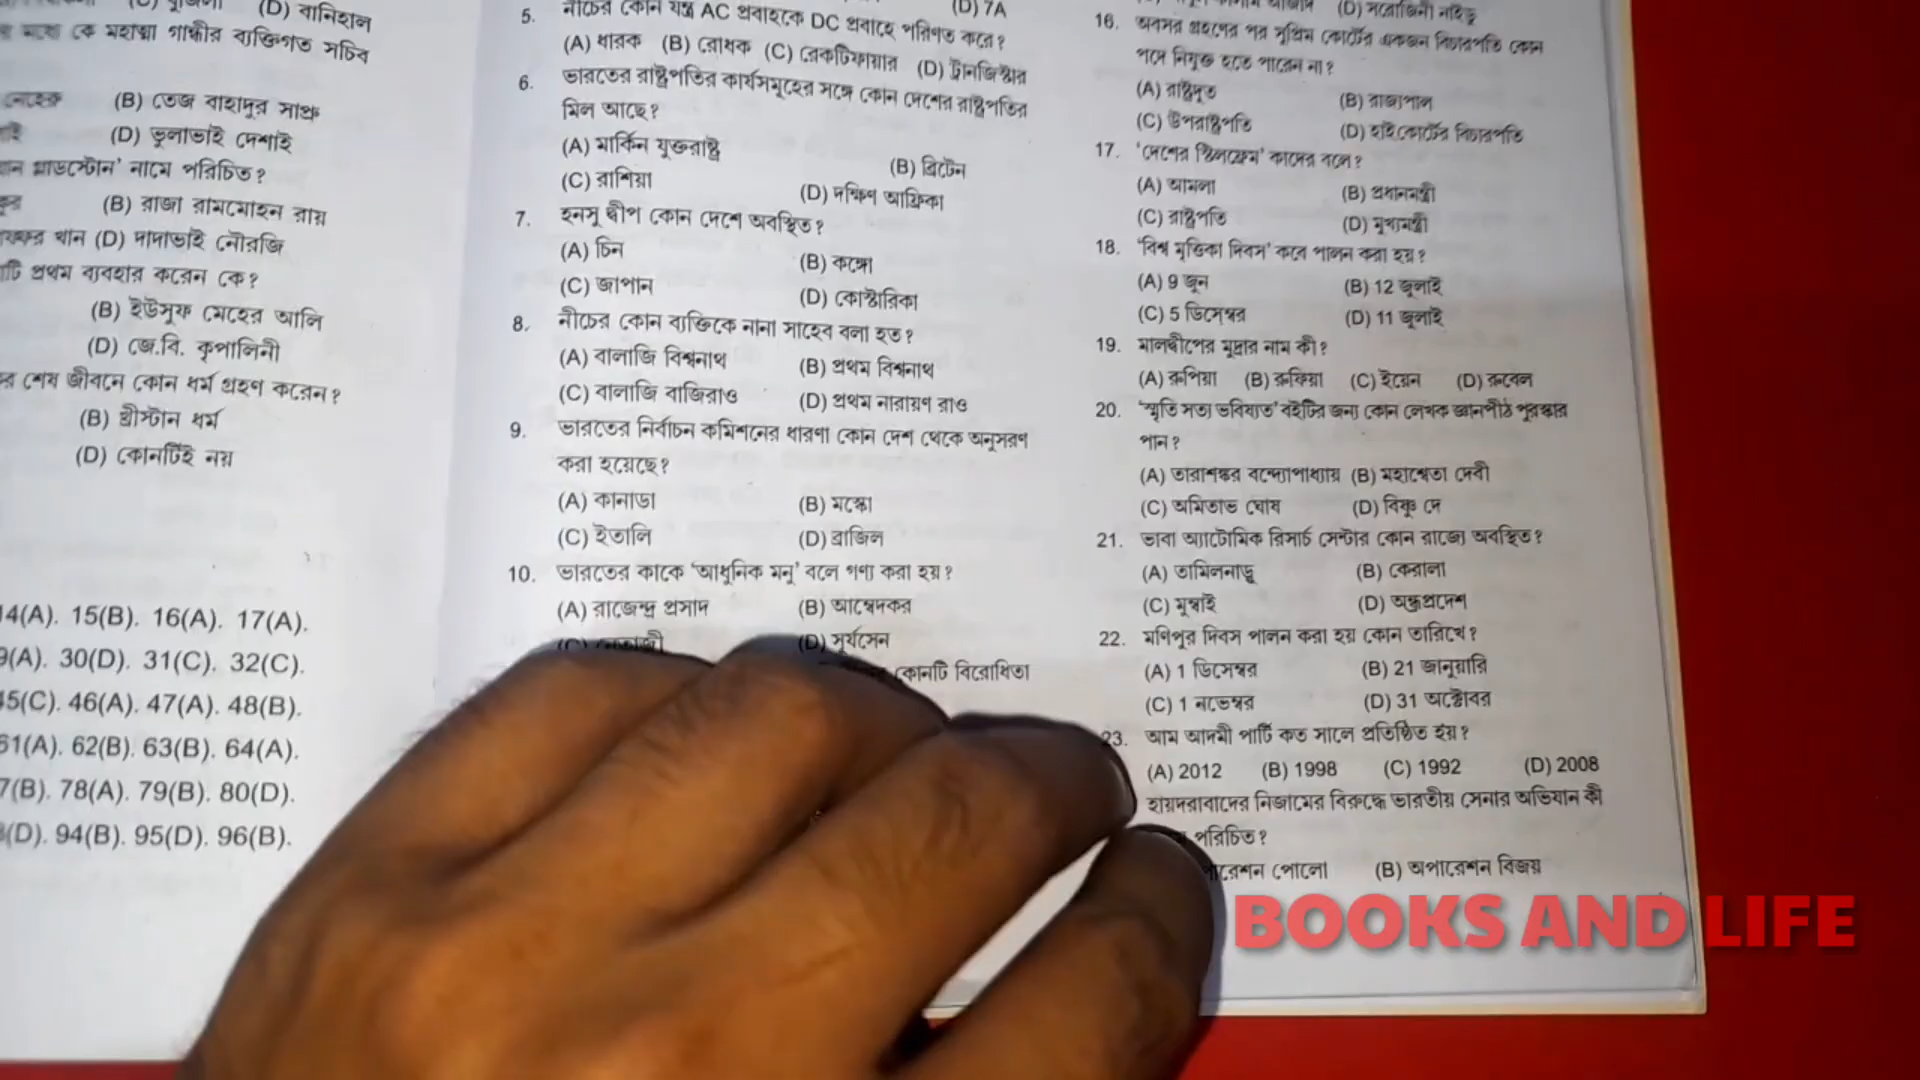 (D) বানিহাল
কে মহাত্মা গান্ধীর ব্যক্তিগত সচিব
(B) তেজ বাহাদুর সাপ্রু
(D) ভুলাভাই দেশাই
গ্লাডস্টোন' নামে পরিচিত?
(B) রাজা রামমোহন রায়
খান (D) দাদাভাই নৌরজি
টি প্রথম ব্যবহার করেন কে?
(B) ইউসুফ মেহের আলি
(D) জে.বি. কৃপালিনী
শেষ জীবনে কোন ধর্ম গ্রহণ করেন?
(B) খ্রীস্টান ধর্ম
(D) কোনটিই নয়
14(A). 15(B). 16(A). 17(A).
9(A). 30(D). 31(C). 32(C).
45(C). 46(A). 47(A). 48(B).
61(A). 62(B). 63(B). 64(A).
7(B). 78(A). 79(B). 80(D).
(D). 94(B). 95(D). 96(B).
(D) 7A
5. নীচের কোন যন্ত্র AC প্রবাহকে DC প্রবাহে পরিণত করে?
(A) ধারক (B) রোধক (C) রেকটিফায়ার (D) ট্রানজিস্টার
6. ভারতের রাষ্ট্রপতির কার্যসমূহের সঙ্গে কোন দেশের রাষ্ট্রপতির
মিল আছে?
(A) মার্কিন যুক্তরাষ্ট্র (B) ব্রিটেন
(C) রাশিয়া (D) দক্ষিণ আফ্রিকা
7. হনসু দ্বীপ কোন দেশে অবস্থিত?
(A) চিন (B) কঙ্গো
(C) জাপান (D) কোস্টারিকা
8. নীচের কোন ব্যক্তিকে নানা সাহেব বলা হত?
(A) বালাজি বিশ্বনাথ (B) প্রথম বিশ্বনাথ
(C) বালাজি বাজিরাও (D) প্রথম নারায়ণ রাও
9. ভারতের নির্বাচন কমিশনের ধারণা কোন দেশ থেকে অনুসরণ
করা হয়েছে?
(A) কানাডা (B) মস্কো
(C) ইতালি (D) ব্রাজিল
10. ভারতের কাকে 'আধুনিক মনু' বলে গণ্য করা হয়?
(A) রাজেন্দ্র প্রসাদ (B) আম্বেদকর
(C) নেতাজী (D) সূর্যসেন
কোনটি বিরোধিতা
(D) সরোজিনী নাইডু
16. অবসর গ্রহণের পর সুপ্রিম কোর্টের একজন বিচারপতি কোন
পদে নিযুক্ত হতে পারেন না?
(A) রাষ্ট্রদূত (B) রাজ্যপাল
(C) উপরাষ্ট্রপতি (D) হাইকোর্টের বিচারপতি
17. 'দেশের স্টিলফ্রেম' কাদের বলে?
(A) আমলা (B) প্রধানমন্ত্রী
(C) রাষ্ট্রপতি (D) মুখ্যমন্ত্রী
18. 'বিশ্ব মৃত্তিকা দিবস' কবে পালন করা হয়?
(A) 9 জুন (B) 12 জুলাই
(C) 5 ডিসেম্বর (D) 11 জুলাই
19. মালদ্বীপের মুদ্রার নাম কী?
(A) রুপিয়া (B) রুফিয়া (C) ইয়েন (D) রুবেল
20. 'স্মৃতি সত্য ভবিষ্যত' বইটির জন্য কোন লেখক জ্ঞানপীঠ পুরস্কার
পান?
(A) তারাশঙ্কর বন্দ্যোপাধ্যায় (B) মহাশ্বেতা দেবী
(C) অমিতাভ ঘোষ (D) বিষ্ণু দে
21. ভাবা অ্যাটোমিক রিসার্চ সেন্টার কোন রাজ্যে অবস্থিত?
(A) তামিলনাড়ু (B) কেরালা
(C) মুম্বাই (D) অন্ধ্রপ্রদেশ
22. মণিপুর দিবস পালন করা হয় কোন তারিখে?
(A) 1 ডিসেম্বর (B) 21 জানুয়ারি
(C) 1 নভেম্বর (D) 31 অক্টোবর
23. আম আদমী পার্টি কত সালে প্রতিষ্ঠিত হয়?
(A) 2012 (B) 1998 (C) 1992 (D) 2008
হায়দরাবাদের নিজামের বিরুদ্ধে ভারতীয় সেনার অভিযান কী
পরিচিত?
পারেশন পোলো (B) অপারেশন বিজয়
BOOKS AND LIFE